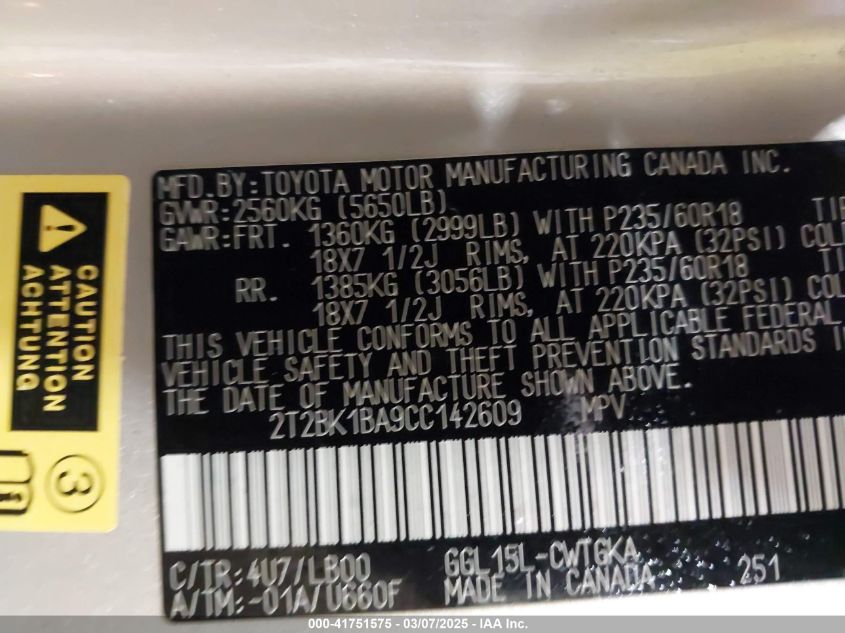 MFD. BY: TOYOTA MOTOR MANUFACTURING CANADA INC.
GVWR: 2560KG (5650LB)
GAWR: FRT. 1360KG (2999LB) WITH P235/60R18
18X7 1/2J RIMS, AT 220KPA (32PSI)
RR. 1385KG (3056LB) WITH P235/60R18
18X7 1/2J RIMS, AT 220KPA (32PSI)
THIS VEHICLE CONFORMS TO ALL APPLICABLE FEDERAL
VEHICLE SAFETY AND THEFT PREVENTION STANDARDS
THE DATE OF MANUFACTURE SHOWN ABOVE.
2T2BK1BA9CC142609 MPV
C/TR: 4U7/LB00 GGL15L-CWTGKA
A/TM: -01A/U660F MADE IN CANADA 251
CAUTION
ATTENTION
ACHTUNG
3
000-41751575 — 03/07/2025 — IAA Holdings, LLC.